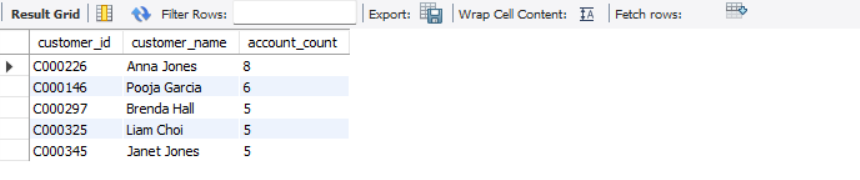 Result Grid Filter Rows: Export: Wrap Cell Content: IA Fetch rows:
customer_id customer_name account_count
C000226 Anna Jones 8
C000146 Pooja Garcia 6
C000297 Brenda Hall 5
C000325 Liam Choi 5
C000345 Janet Jones 5